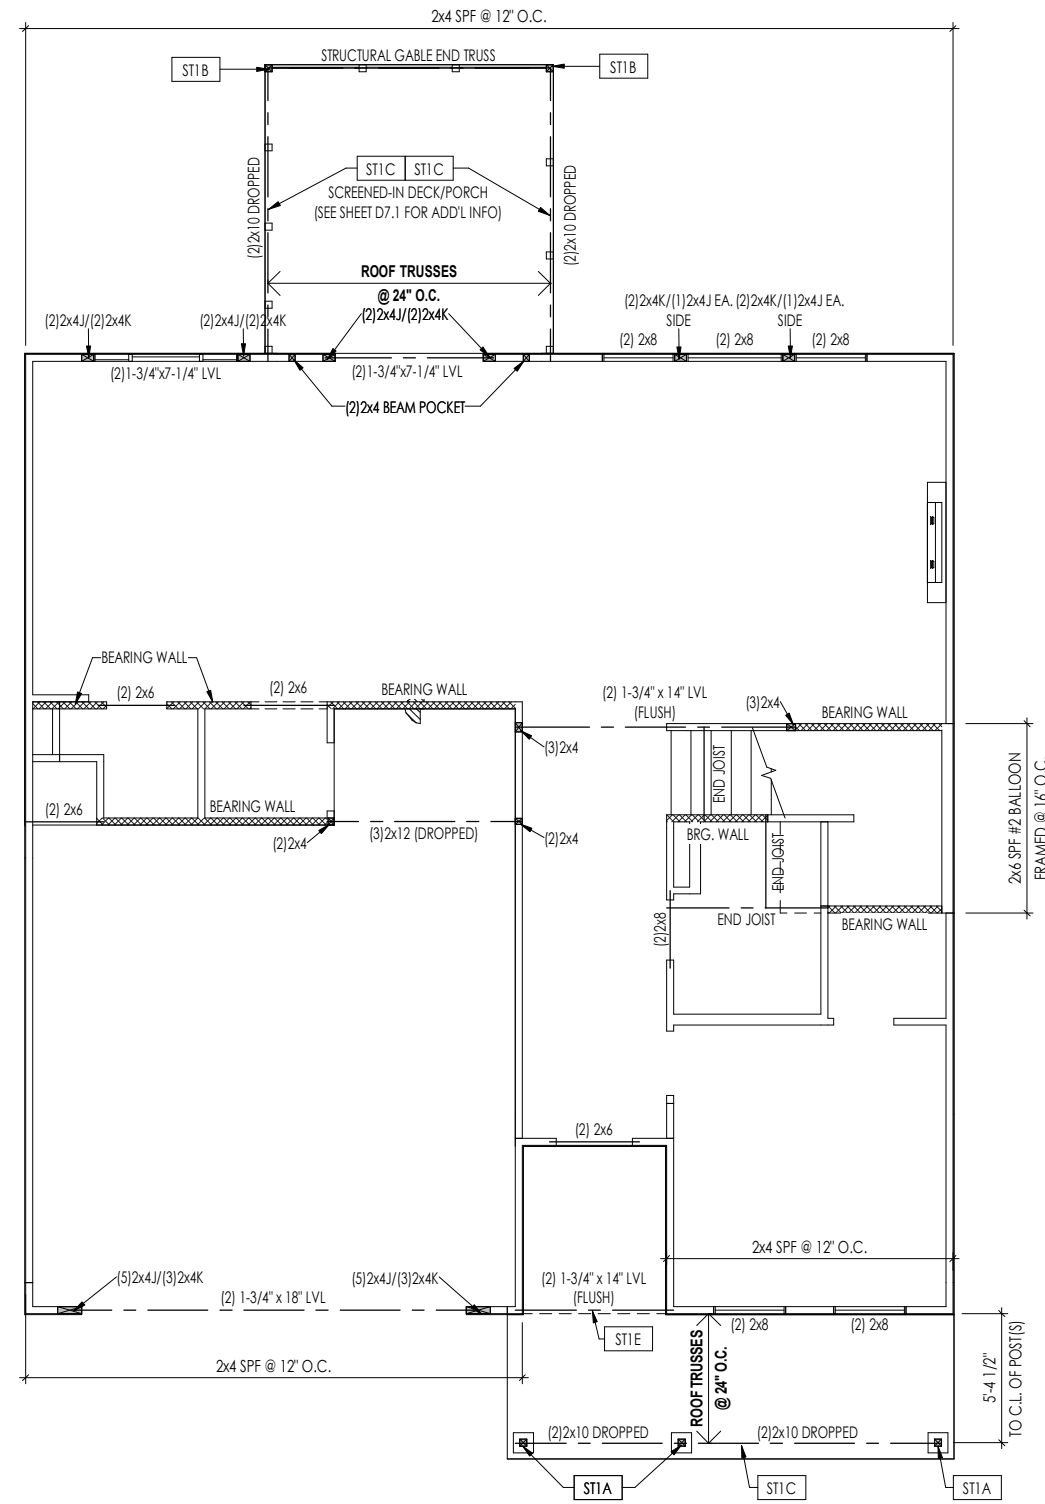 2x4 SPF @ 12" O.C.
STRUCTURAL GABLE END TRUSS
ST1B
ST1B
(2)2x10 DROPPED
ST1C ST1C
SCREENED-IN DECK/PORCH
(SEE SHEET D7.1 FOR ADD'L INFO)
(2)2x10 DROPPED
ROOF TRUSSES
@ 24" O.C.
(2)2x4J/(2)2x4K
(2)2x4J/(2)2x4K
(2)2x4J/(2)2x4K
(2)2x4K/(1)2x4J EA. (2)2x4K/(1)2x4J EA.
SIDE SIDE
(2) 2x8 (2) 2x8 (2) 2x8
(2)1-3/4"x7-1/4" LVL
(2)1-3/4"x7-1/4" LVL
(2)2x4 BEAM POCKET
BEARING WALL
(2) 2x6
(2) 2x6
BEARING WALL
(2) 1-3/4" x 14" LVL
(FLUSH)
(3)2x4
BEARING WALL
(3)2x4
END JOIST
2x6 SPF #2 BALLOON
FRAMED @ 16" O.C.
(2) 2x6
BEARING WALL
(2)2x4
(3)2x12 (DROPPED)
(2)2x4
BRG. WALL
END JOIST
(2)2x8
END JOIST
BEARING WALL
(2) 2x6
2x4 SPF @ 12" O.C.
(5)2x4J/(3)2x4K
(2) 1-3/4" x 18" LVL
(5)2x4J/(3)2x4K
(2) 1-3/4" x 14" LVL
(FLUSH)
ST1E
(2) 2x8
(2) 2x8
2x4 SPF @ 12" O.C.
ROOF TRUSSES
@ 24" O.C.
5'-4 1/2"
TO C.L. OF POST(S)
(2)2x10 DROPPED
(2)2x10 DROPPED
ST1A
ST1C
ST1A